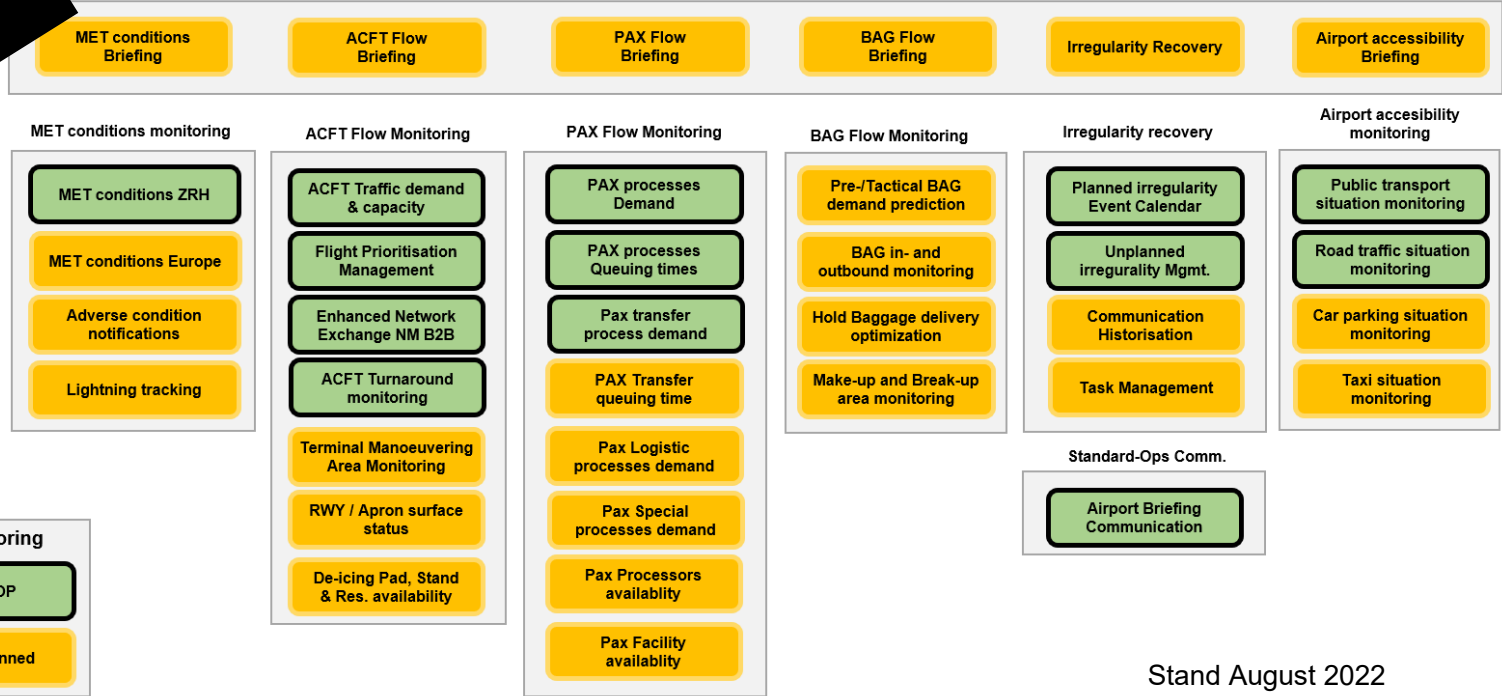 MET conditions
Briefing
ACFT Flow
Briefing
PAX Flow
Briefing
BAG Flow
Briefing
Irregularity Recovery
Airport accessibility
Briefing
MET conditions monitoring
MET conditions ZRH
MET conditions Europe
Adverse condition
notifications
Lightning tracking
ACFT Flow Monitoring
ACFT Traffic demand
& capacity
Flight Prioritisation
Management
Enhanced Network
Exchange NM B2B
ACFT Turnaround
monitoring
Terminal Manoeuvering
Area Monitoring
RWY / Apron surface
status
De-icing Pad, Stand
& Res. availability
PAX Flow Monitoring
PAX processes
Demand
PAX processes
Queuing times
Pax transfer
process demand
PAX Transfer
queuing time
Pax Logistic
processes demand
Pax Special
processes demand
Pax Processors
availablity
Pax Facility
availablity
BAG Flow Monitoring
Pre-/Tactical BAG
demand prediction
BAG in- and
outbound monitoring
Hold Baggage delivery
optimization
Make-up and Break-up
area monitoring
Irregularity recovery
Planned irregularity
Event Calendar
Unplanned
irregurality Mgmt.
Communication
Historisation
Task Management
Standard-Ops Comm.
Airport Briefing
Communication
Airport accesibility
monitoring
Public transport
situation monitoring
Road traffic situation
monitoring
Car parking situation
monitoring
Taxi situation
monitoring
oring
OP
nned
Stand August 2022